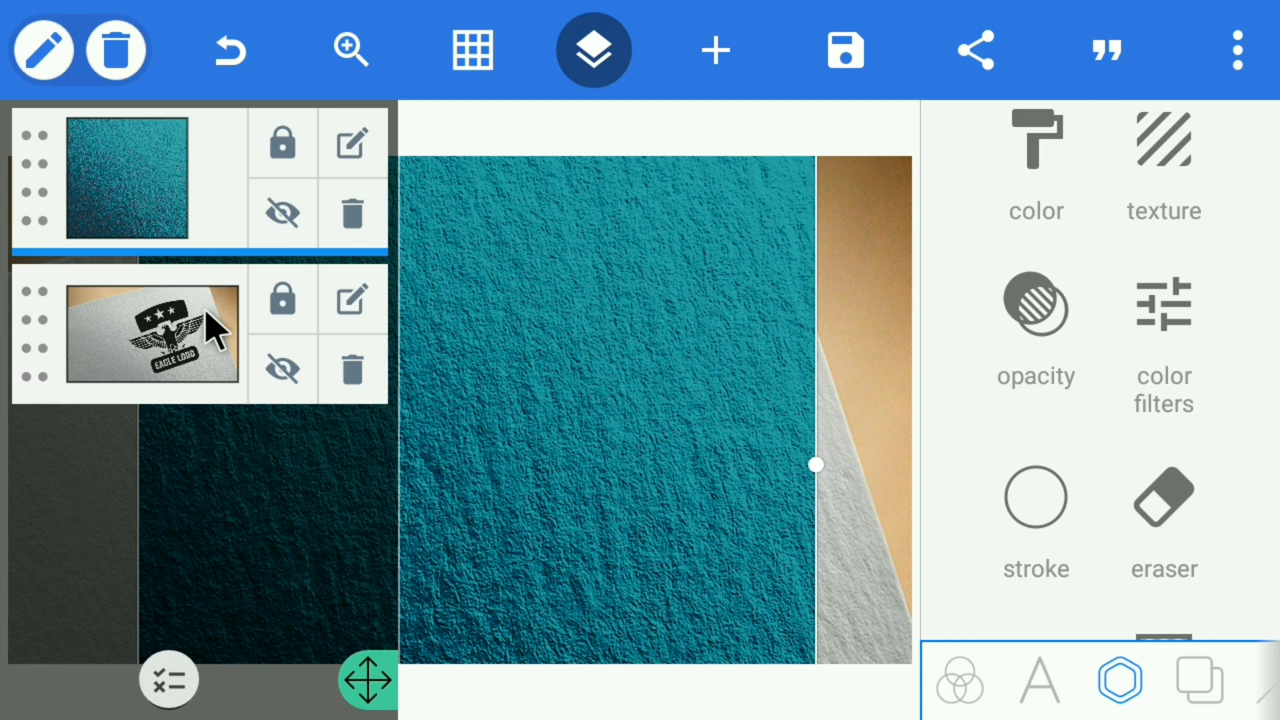 EAGLE LOGO
color
texture
opacity
color
filters
stroke
eraser